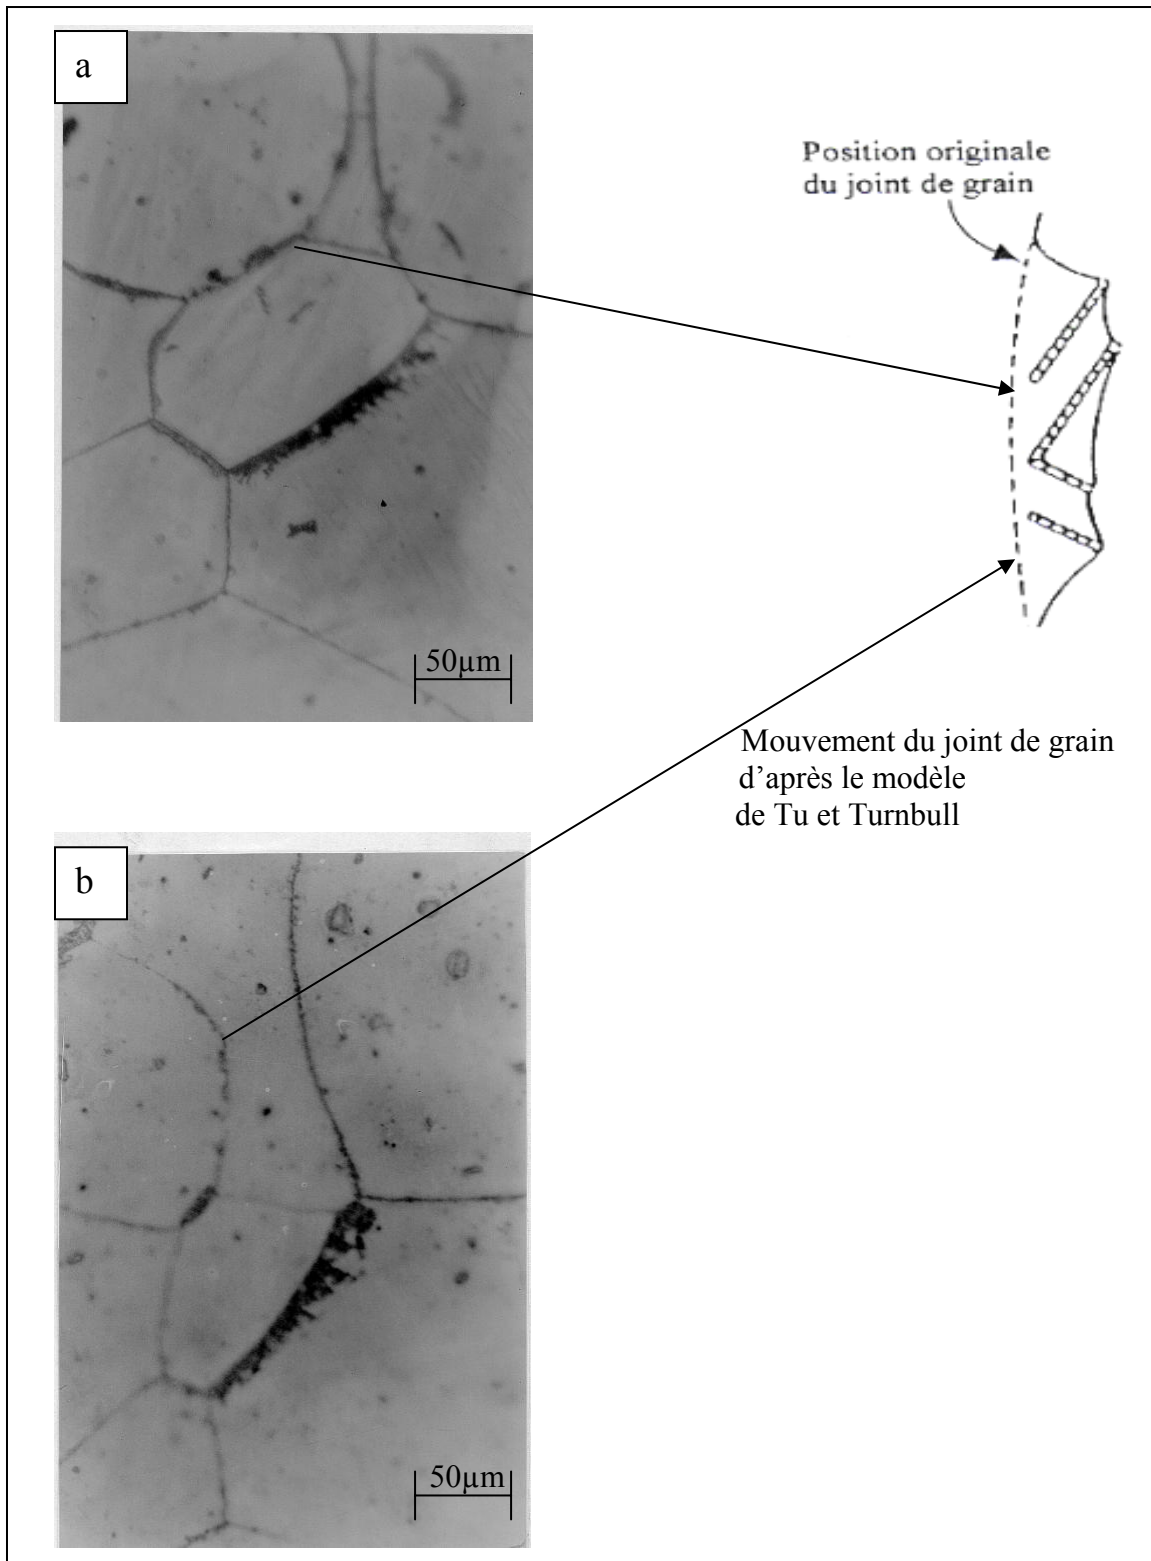 a
Position originale
du joint de grain
50µm
Mouvement du joint de grain
d’après le modèle
de Tu et Turnbull
b
50µm